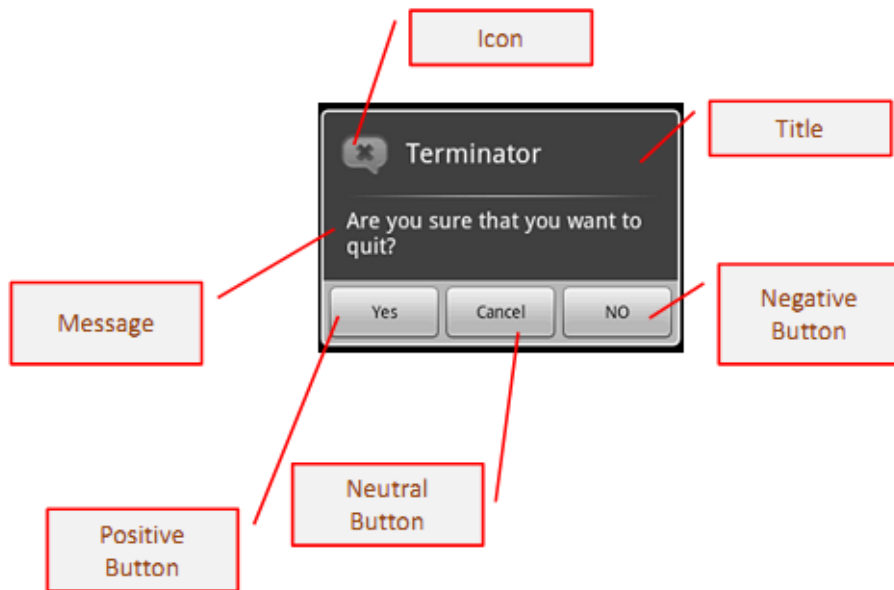 Icon
Title
Terminator
Are you sure that you want to
quit?
Message
Yes
Cancel
NO
Negative
Button
Neutral
Button
Positive
Button